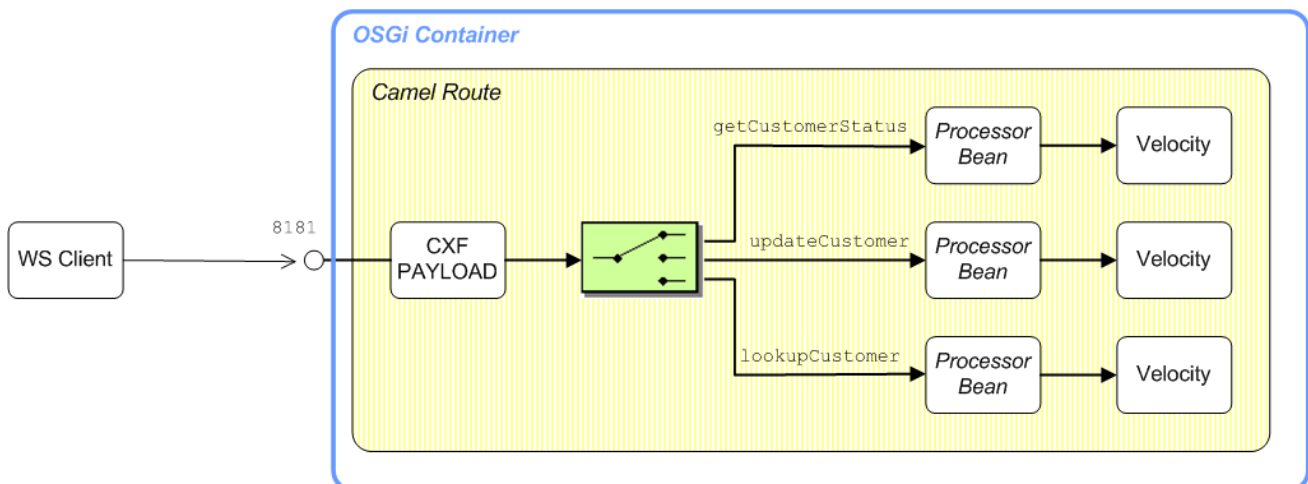 OSGi Container
Camel Route
getCustomerStatus
Processor
Bean
Velocity
8181
WS Client
CXF
PAYLOAD
updateCustomer
Processor
Bean
Velocity
lookupCustomer
Processor
Bean
Velocity